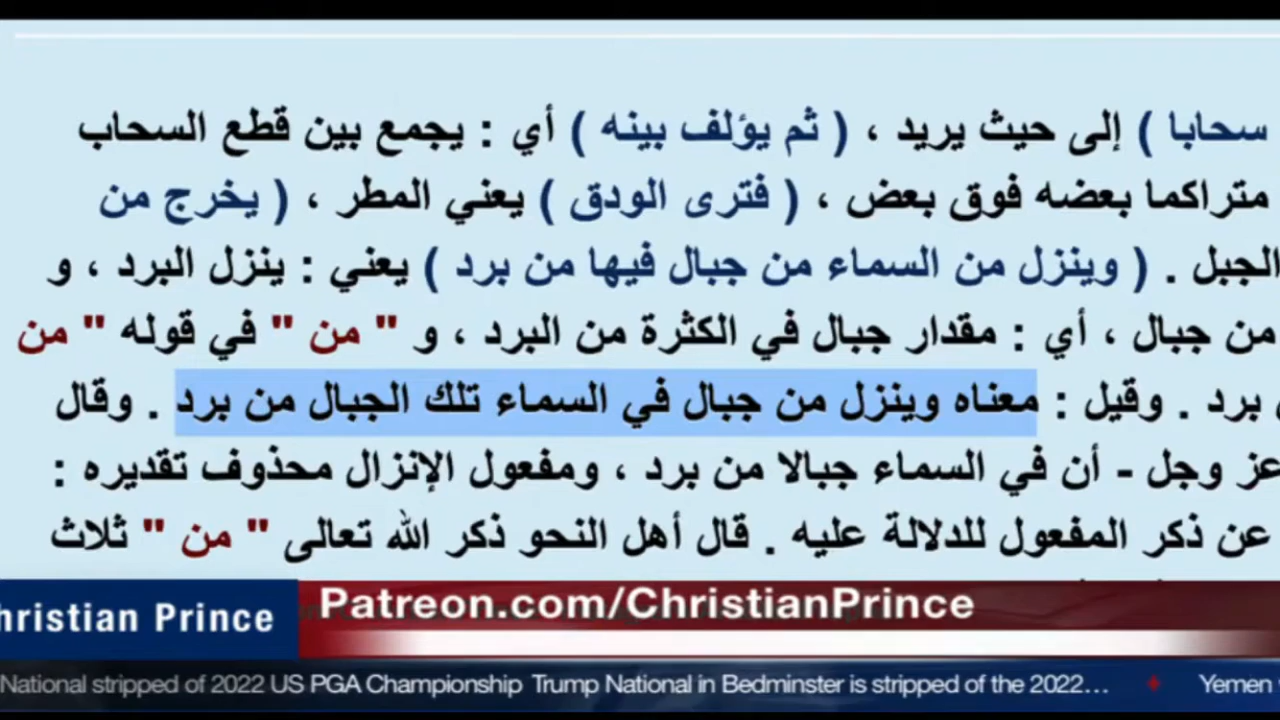 سحابا ) إلى حيث يريد ، ( ثم يؤلف بينه ) أي : يجمع بين قطع السحاب
متراكما بعضه فوق بعض ، ( فترى الودق ) يعني المطر ، ( يخرج من
الجبل . ( وينزل من السماء من جبال فيها من برد ) يعني : ينزل البرد ، و
من جبال ، أي : مقدار جبال في الكثرة من البرد ، و " من " في قوله " من
برد . وقيل : معناه وينزل من جبال في السماء تلك الجبال من برد . وقال
عز وجل - أن في السماء جبالا من برد ، ومفعول الإنزال محذوف تقديره :
عن ذكر المفعول للدلالة عليه . قال أهل النحو ذكر الله تعالى " من " ثلاث
hristian Prince
Patreon.com/ChristianPrince
National stripped of 2022 US PGA Championship Trump National in Bedminster is stripped of the 2022... Yemen